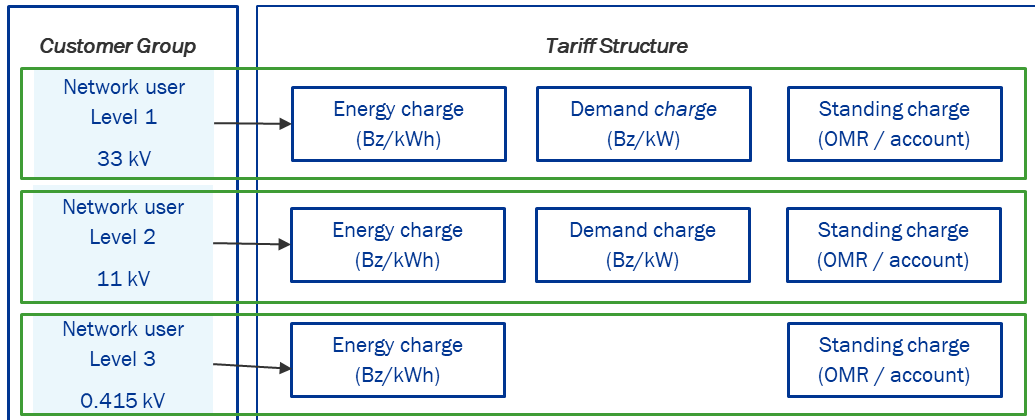 Customer Group
Tariff Structure
Network user
Level 1
33 kV
Energy charge
(Bz/kWh)
Demand charge
(Bz/kW)
Standing charge
(OMR / account)
Network user
Level 2
11 kV
Energy charge
(Bz/kWh)
Demand charge
(Bz/kW)
Standing charge
(OMR / account)
Network user
Level 3
0.415 kV
Energy charge
(Bz/kWh)
Standing charge
(OMR / account)